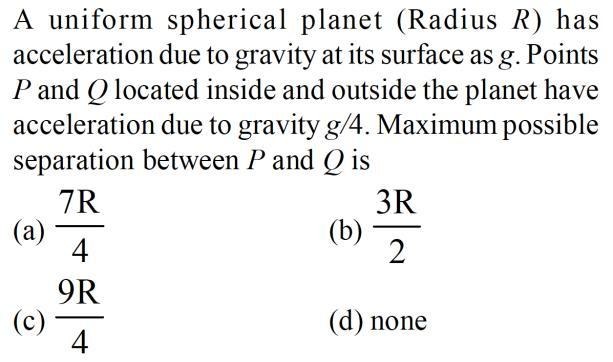 A uniform spherical planet (Radius R) has
acceleration due to gravity at its surface as g. Points
P and Q located inside and outside the planet have
acceleration due to gravity g/4. Maximum possible
separation between P and Q is
(a) 7R/4 (b) 3R/2
(c) 9R/4 (d) none